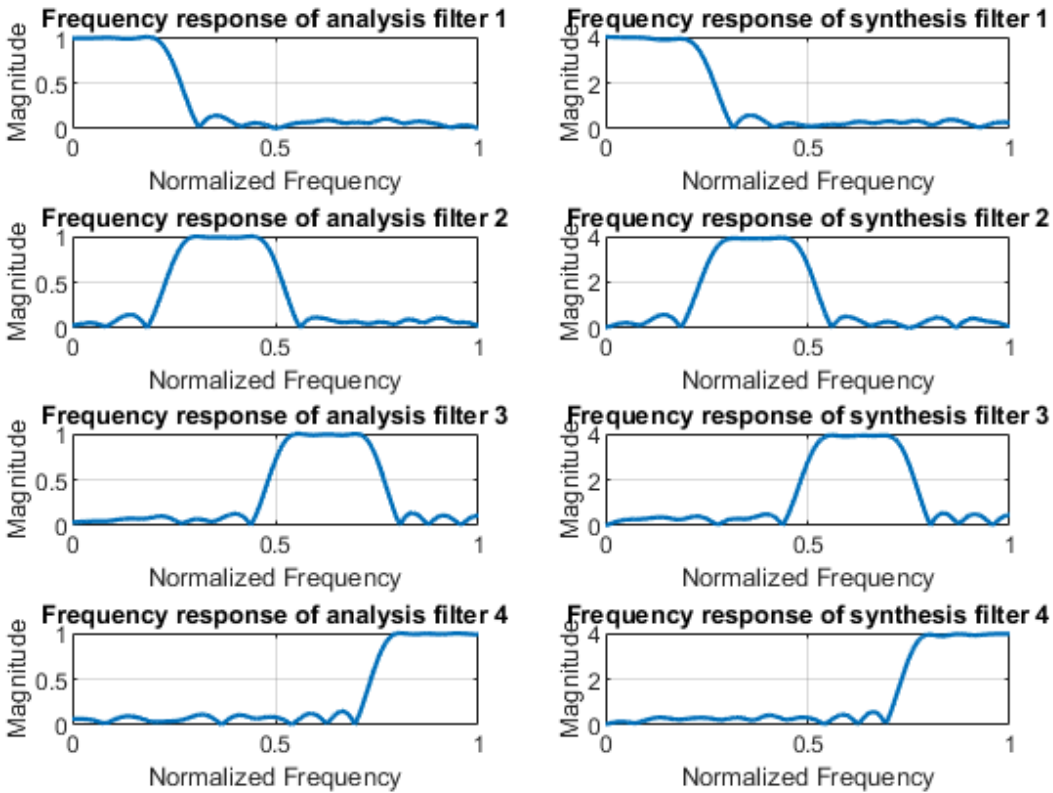 Frequency response of analysis filter 1
Magnitude
1
0.5
0
0
0.5
1
Normalized Frequency
Frequency response of synthesis filter 1
Magnitude
4
2
0
0
0.5
1
Normalized Frequency
Frequency response of analysis filter 2
Magnitude
1
0.5
0
0
0.5
1
Normalized Frequency
Frequency response of synthesis filter 2
Magnitude
4
2
0
0
0.5
1
Normalized Frequency
Frequency response of analysis filter 3
Magnitude
1
0.5
0
0
0.5
1
Normalized Frequency
Frequency response of synthesis filter 3
Magnitude
4
2
0
0
0.5
1
Normalized Frequency
Frequency response of analysis filter 4
Magnitude
1
0.5
0
0
0.5
1
Normalized Frequency
Frequency response of synthesis filter 4
Magnitude
4
2
0
0
0.5
1
Normalized Frequency